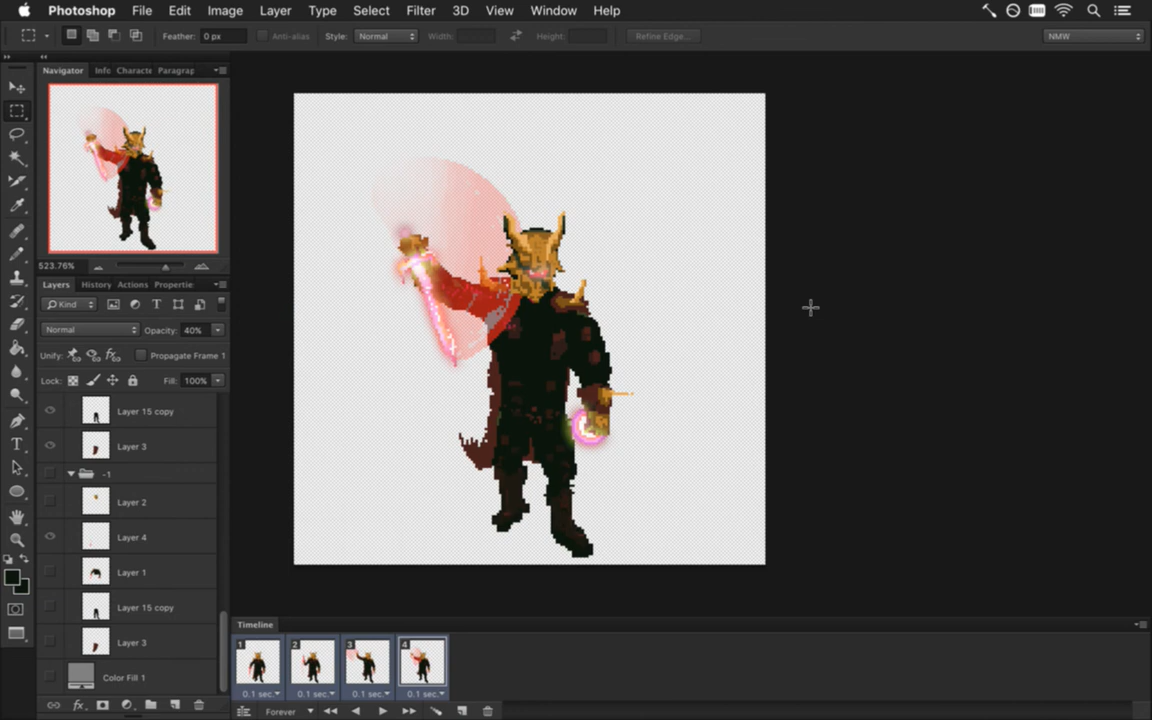 Photoshop File Edit Image Layer Type Select Filter 3D View Window Help
Feather: 0 px Anti-alias Style: Normal Width: Height: Refine Edge... NMW
Navigator Info Characte Paragrap
523.76%
Layers History Actions Propertie
Kind
Normal Opacity: 40%
Unify: Propagate Frame 1
Lock: Fill: 100%
Layer 15 copy
Layer 3
-1
Layer 2
Layer 4
Layer 1
Layer 15 copy
Layer 3
Color Fill 1
Timeline
1 2 3 4
0.1 sec. 0.1 sec. 0.1 sec. 0.1 sec.
Forever